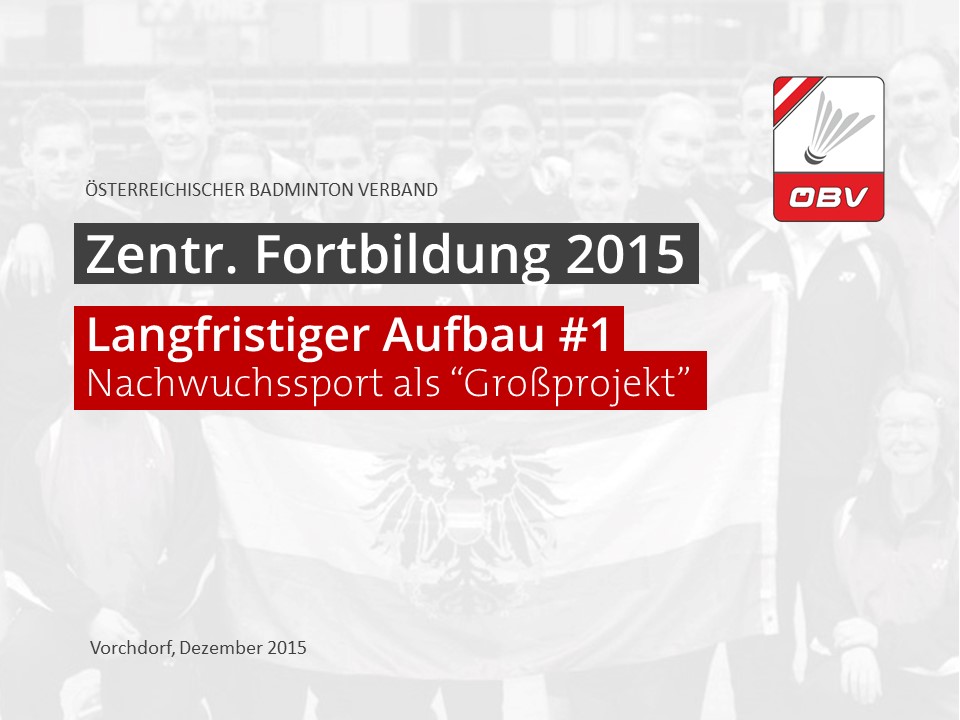 ÖSTERREICHISCHER BADMINTON VERBAND
ÖBV
Zentr. Fortbildung 2015
Langfristiger Aufbau #1
Nachwuchssport als “Großprojekt”
Vorchdorf, Dezember 2015